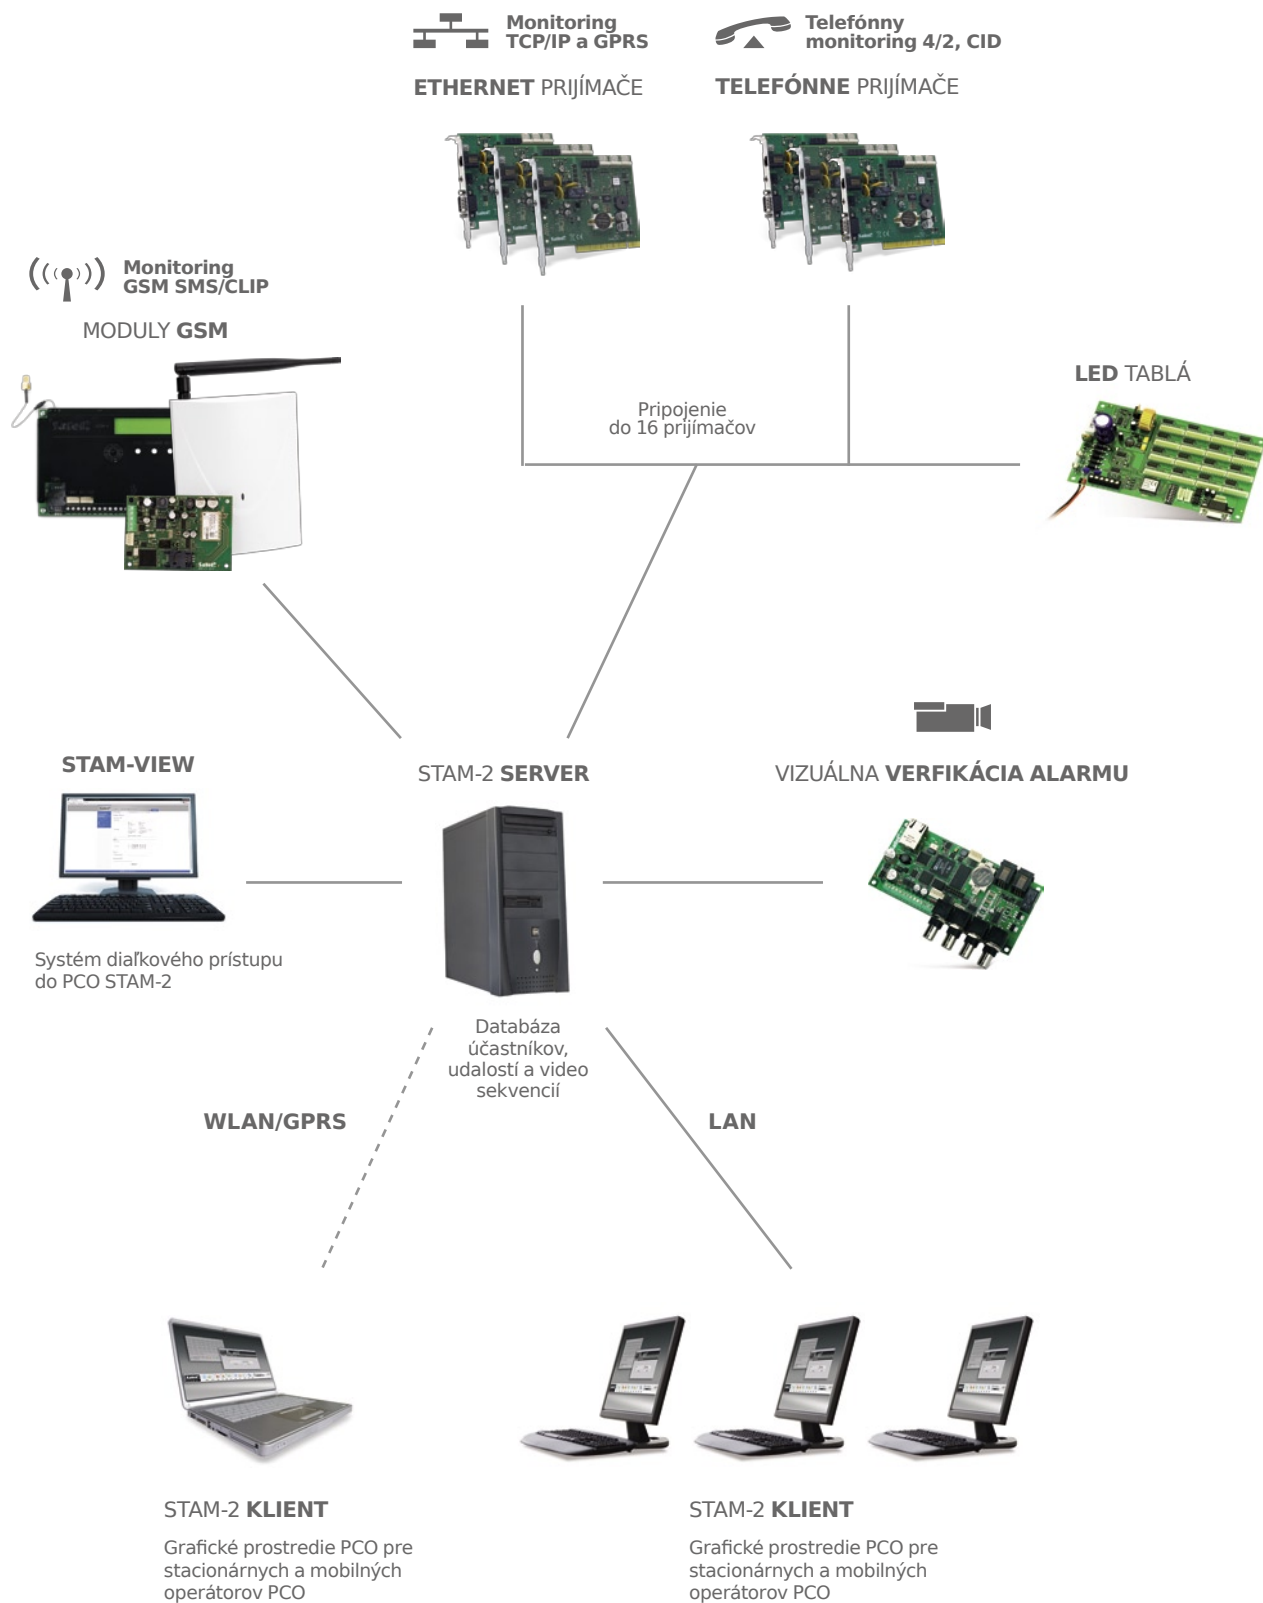 Monitoring
TCP/IP a GPRS
Telefónny
monitoring 4/2, CID
ETHERNET PRIJÍMAČE
TELEFÓNNE PRIJÍMAČE
Monitoring
GSM SMS/CLIP
MODULY GSM
LED TABLÁ
Pripojenie
do 16 prijímačov
STAM-VIEW
STAM-2 SERVER
VIZUÁLNA VERFIKÁCIA ALARMU
Systém diaľkového prístupu
do PCO STAM-2
Databáza
účastníkov,
udalostí a video
sekvencií
WLAN/GPRS
LAN
STAM-2 KLIENT
Grafické prostredie PCO pre
stacionárnych a mobilných
operátorov PCO
STAM-2 KLIENT
Grafické prostredie PCO pre
stacionárnych a mobilných
operátorov PCO